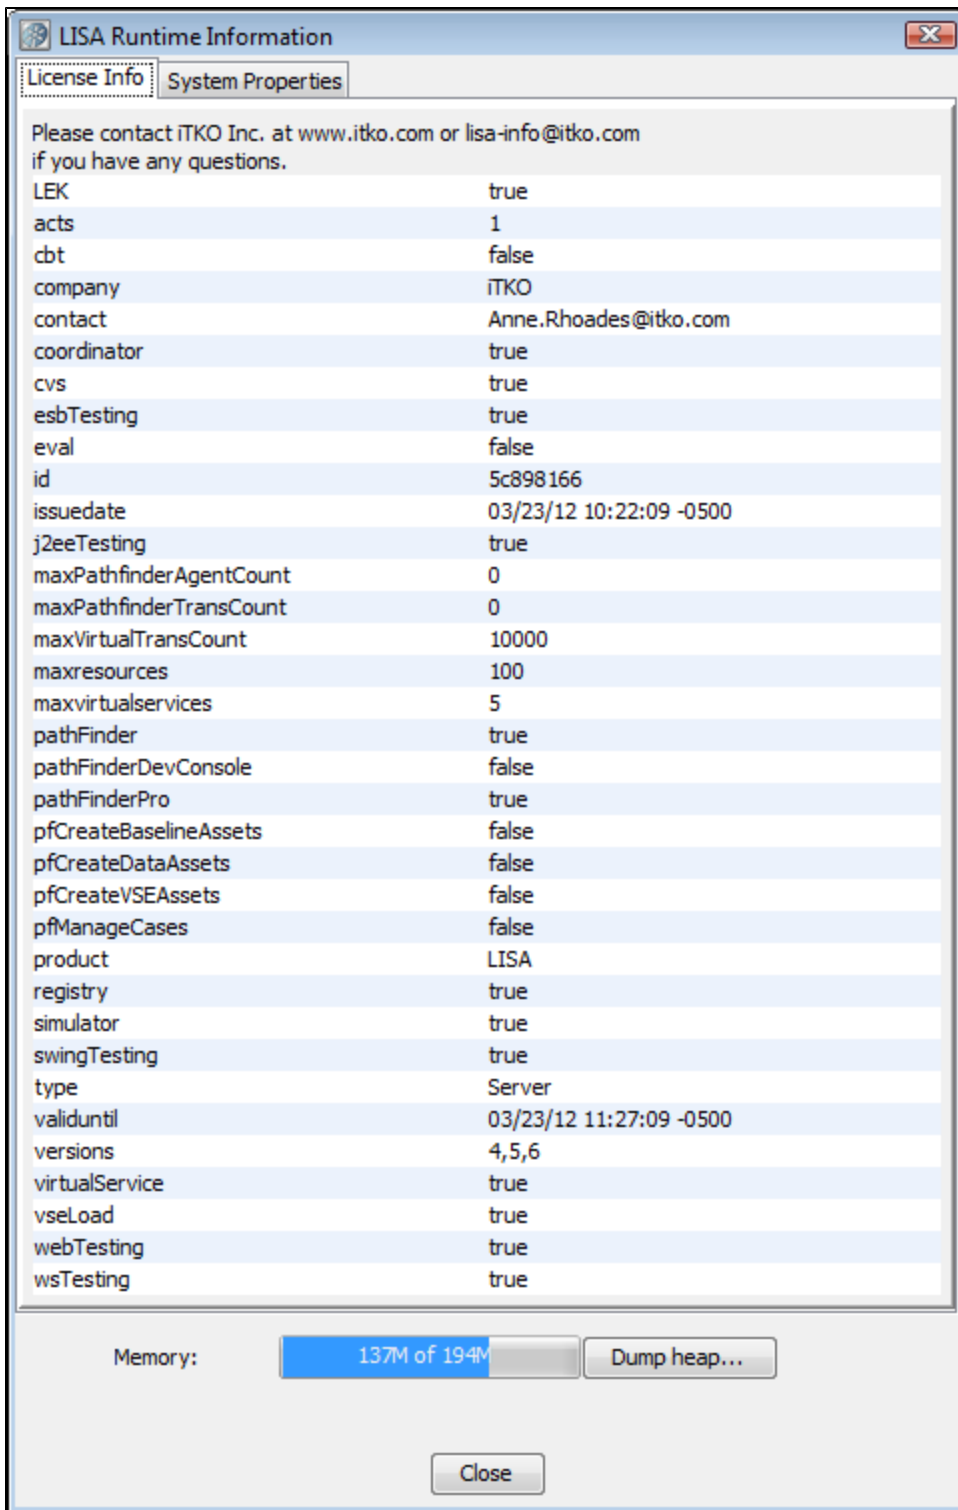 LISA Runtime Information
License Info System Properties
Please contact iTKO Inc. at www.itko.com or lisa-info@itko.com
if you have any questions.
LEK true
acts 1
cbt false
company iTKO
contact Anne.Rhoades@itko.com
coordinator true
cvs true
esbTesting true
eval false
id 5c898166
issuedate 03/23/12 10:22:09 -0500
j2eeTesting true
maxPathfinderAgentCount 0
maxPathfinderTransCount 0
maxVirtualTransCount 10000
maxresources 100
maxvirtualservices 5
pathFinder true
pathFinderDevConsole false
pathFinderPro true
pfCreateBaselineAssets false
pfCreateDataAssets false
pfCreateVSEAssets false
pfManageCases false
product LISA
registry true
simulator true
swingTesting true
type Server
validuntil 03/23/12 11:27:09 -0500
versions 4,5,6
virtualService true
vseLoad true
webTesting true
wsTesting true
Memory: 137M of 194M Dump heap...
Close